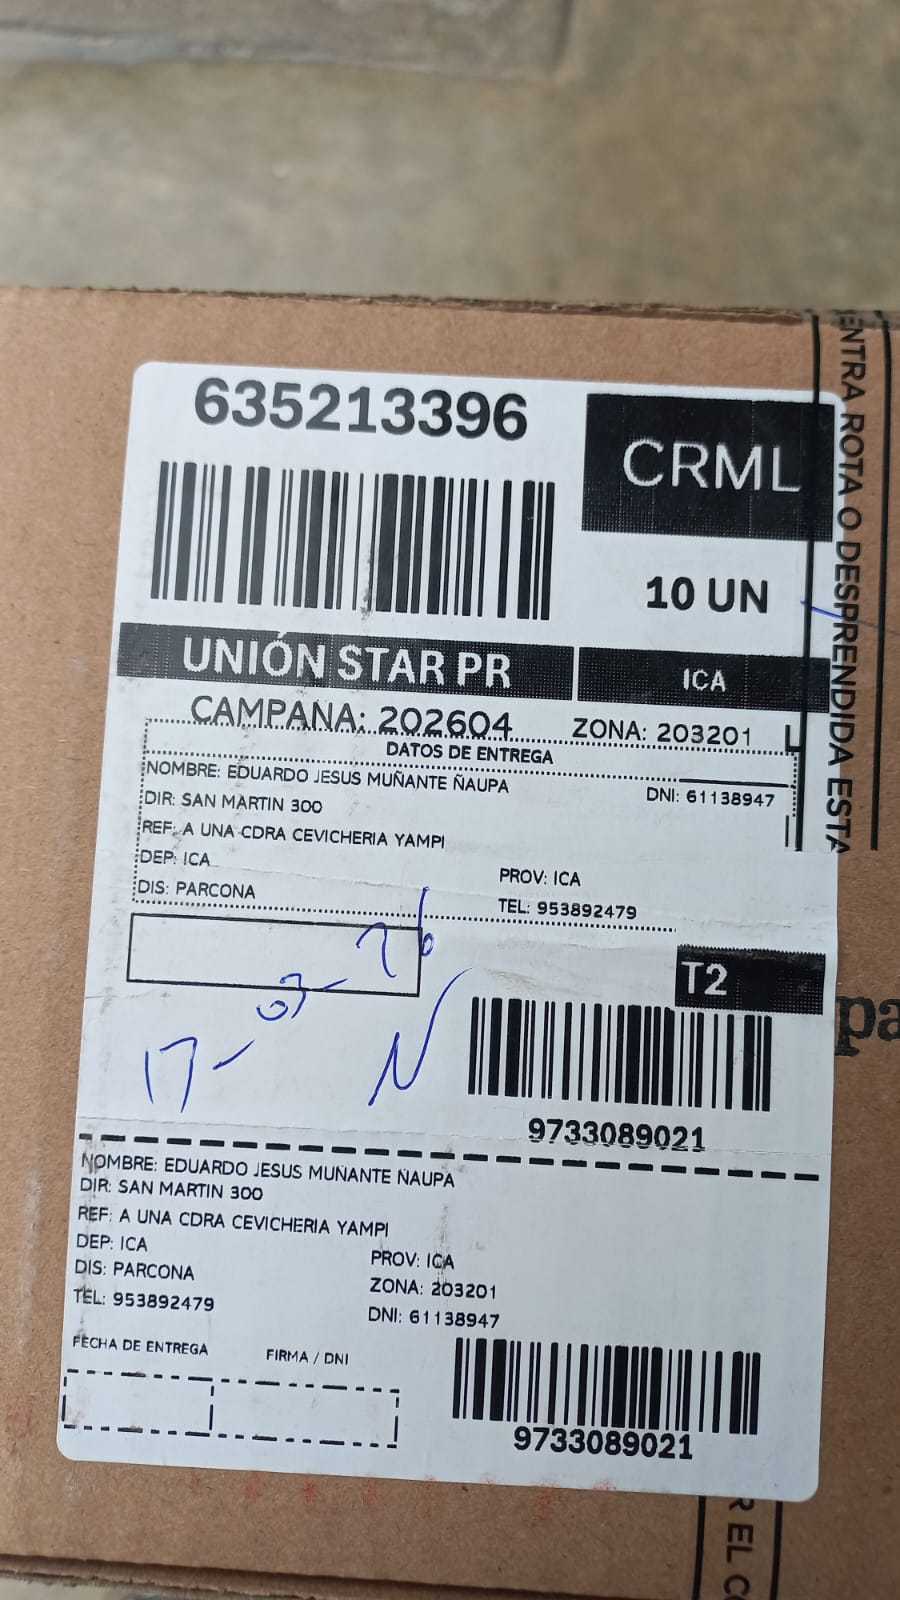 635213396
CRML
10 UN
UNIÓN STAR PR
ICA
CAMPAÑA: 202604
ZONA: 203201
DATOS DE ENTREGA
NOMBRE: EDUARDO JESUS MUÑANTE ÑAUPA
DNI: 61138947
DIR: SAN MARTIN 300
REF: A UNA CDRA CEVICHERIA YAMPI
DEP: ICA
PROV: ICA
DIS: PARCONA
TEL: 953892479
17-03-26
T2
9733089021
NOMBRE: EDUARDO JESUS MUÑANTE ÑAUPA
DIR: SAN MARTIN 300
REF: A UNA CDRA CEVICHERIA YAMPI
DEP: ICA
PROV: ICA
DIS: PARCONA
ZONA: 203201
TEL: 953892479
DNI: 61138947
FECHA DE ENTREGA
FIRMA / DNI
9733089021
ENTRA ROTA O DESPRENDIDA ESTA
pa
R EL